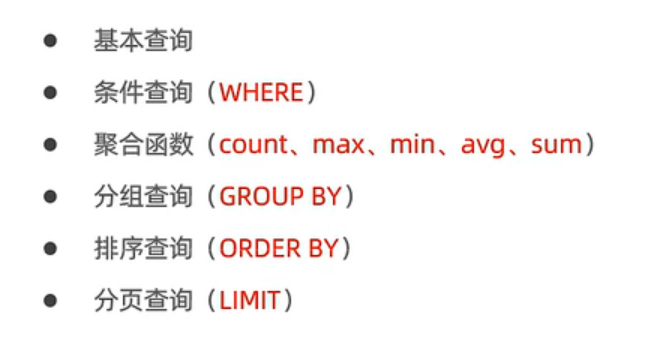 ● 基本查询
● 条件查询（WHERE）
● 聚合函数（count、max、min、avg、sum）
● 分组查询（GROUP BY）
● 排序查询（ORDER BY）
● 分页查询（LIMIT）